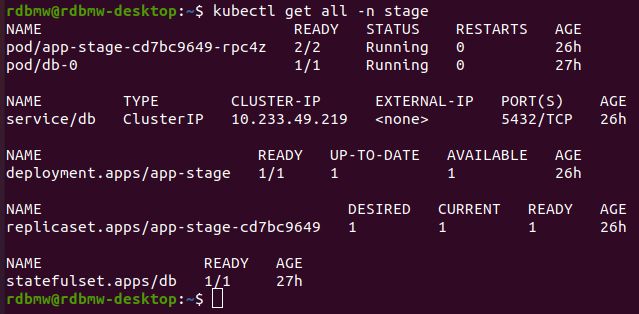 rdbmw@rdbmw-desktop:~$ kubectl get all -n stage
NAME READY STATUS RESTARTS AGE
pod/app-stage-cd7bc9649-rpc4z 2/2 Running 0 26h
pod/db-0 1/1 Running 0 27h
NAME TYPE CLUSTER-IP EXTERNAL-IP PORT(S) AGE
service/db ClusterIP 10.233.49.219 <none> 5432/TCP 26h
NAME READY UP-TO-DATE AVAILABLE AGE
deployment.apps/app-stage 1/1 1 1 26h
NAME DESIRED CURRENT READY AGE
replicaset.apps/app-stage-cd7bc9649 1 1 1 26h
NAME READY AGE
statefulset.apps/db 1/1 27h
rdbmw@rdbmw-desktop:~$